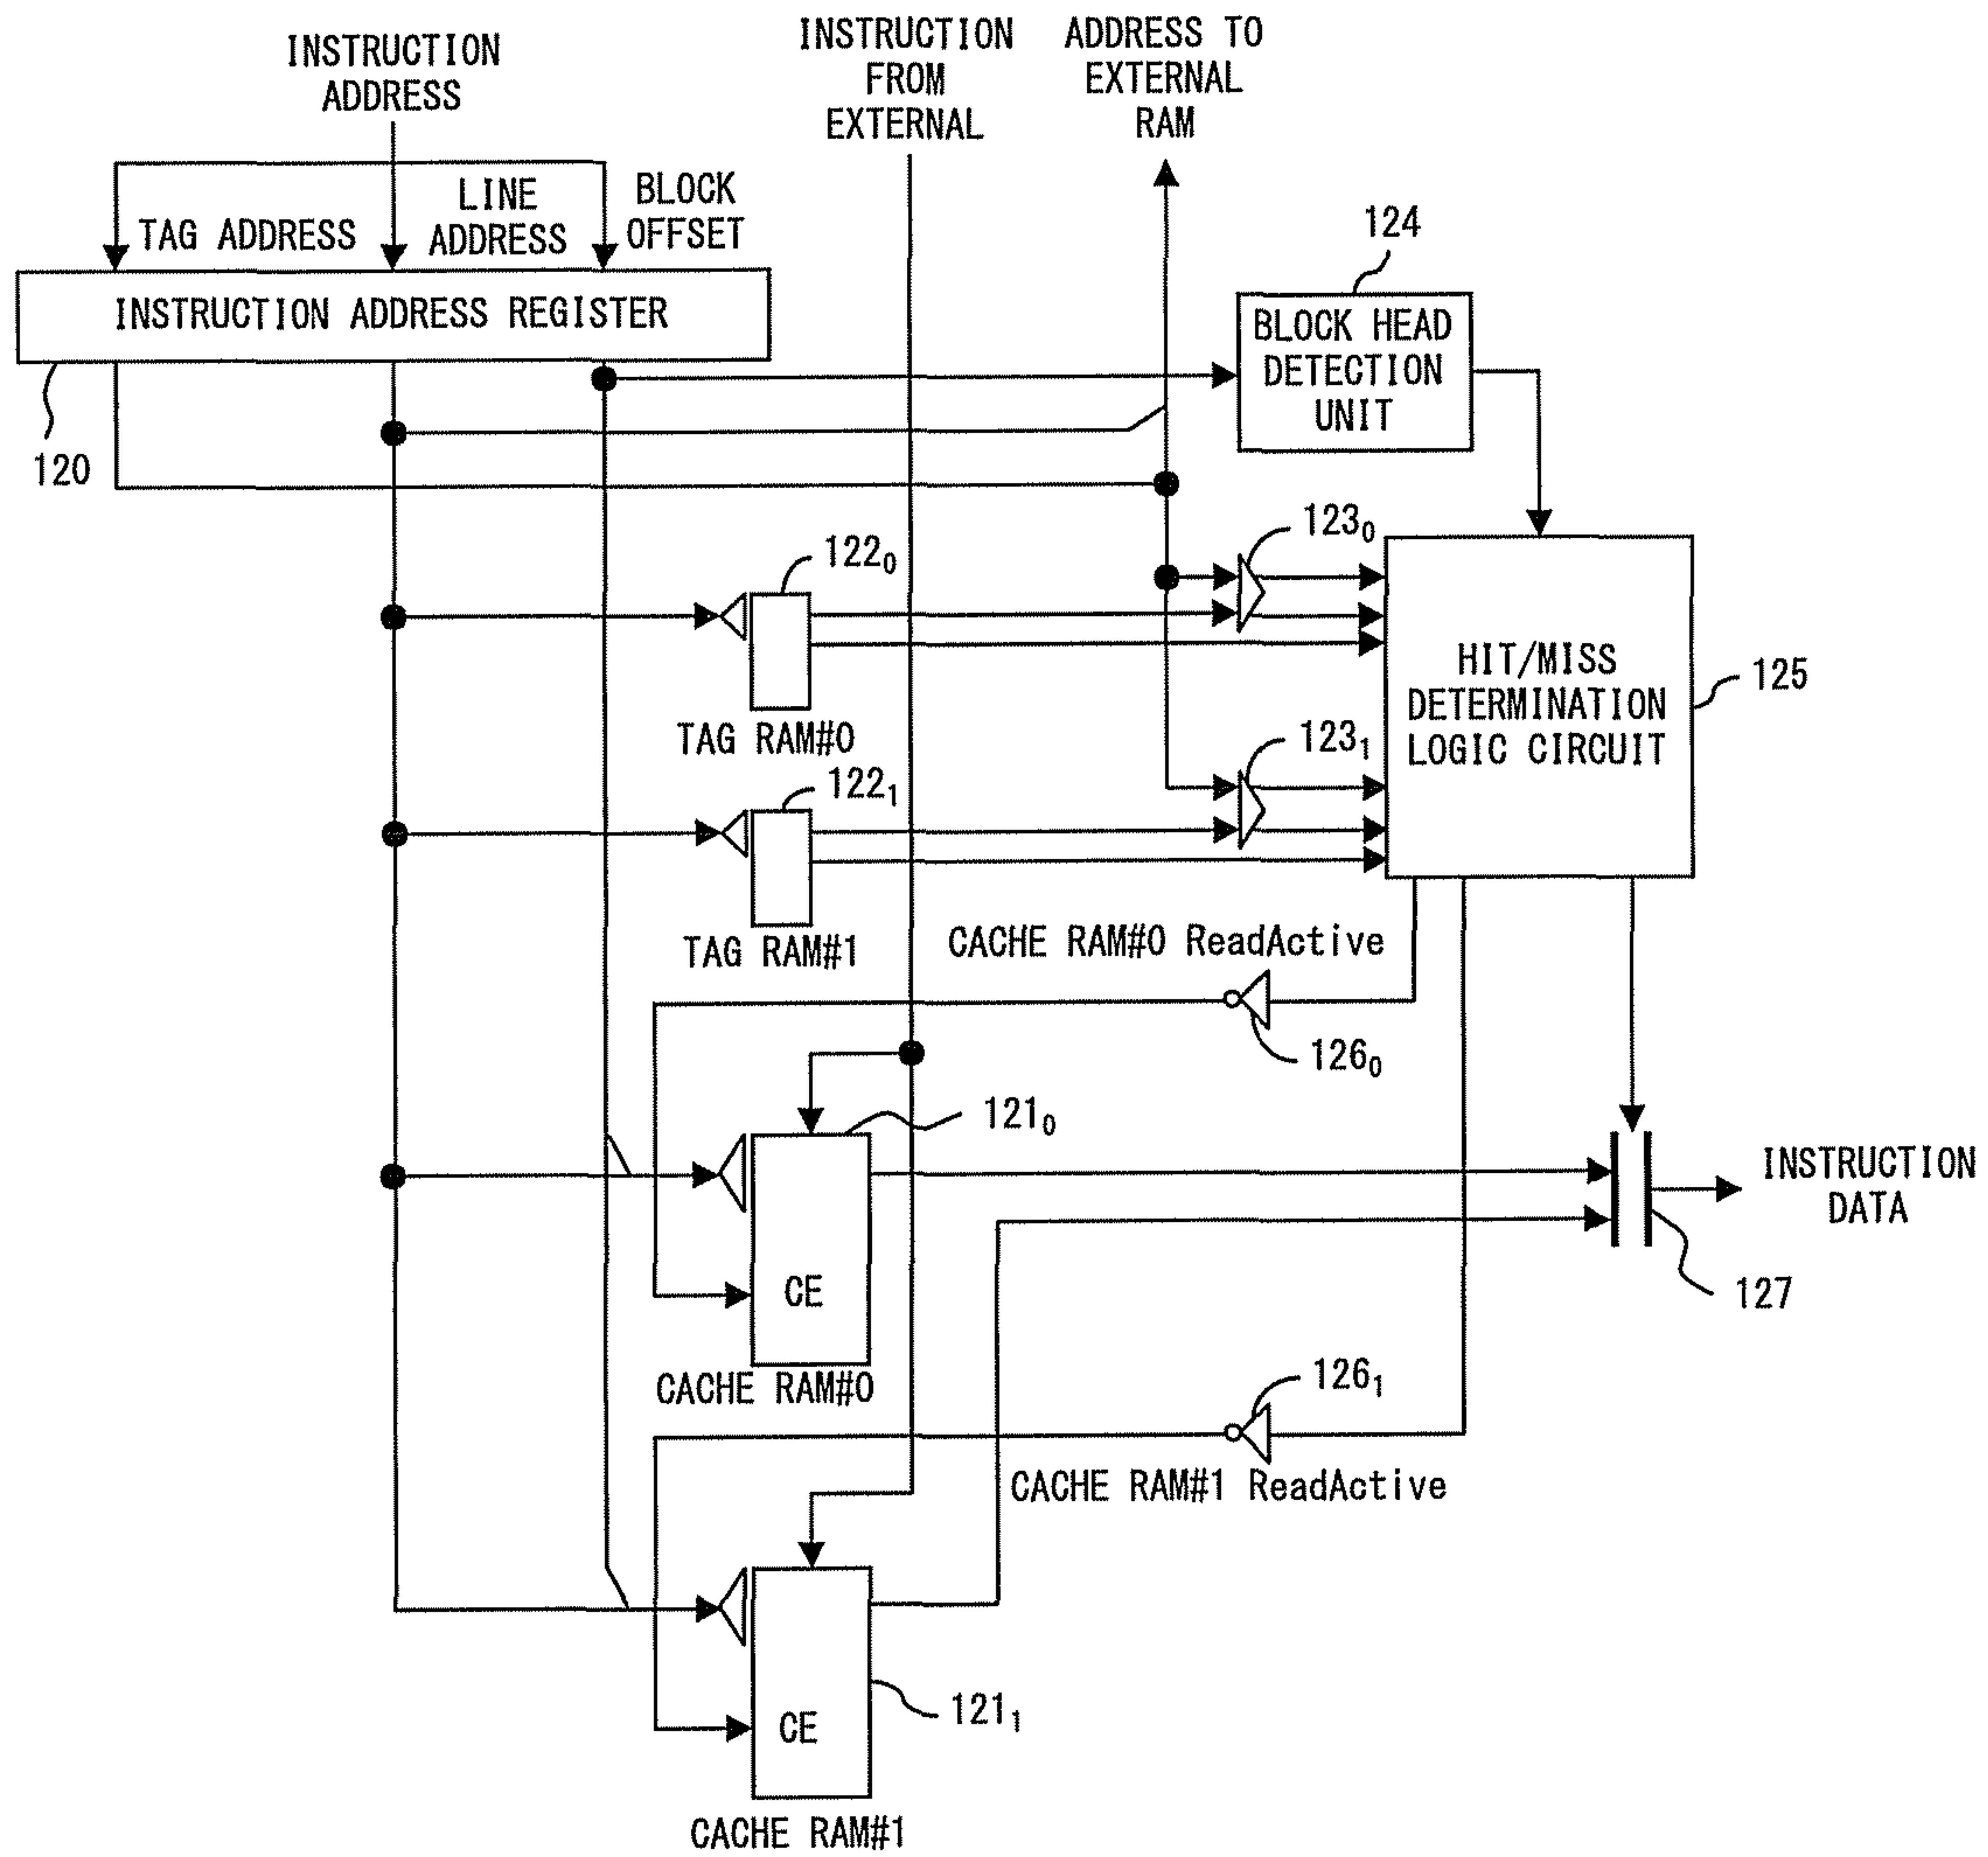 INSTRUCTION
ADDRESS
INSTRUCTION
FROM
EXTERNAL
ADDRESS TO
EXTERNAL
RAM
TAG ADDRESS
LINE
ADDRESS
BLOCK
OFFSET
INSTRUCTION ADDRESS REGISTER
120
124
BLOCK HEAD
DETECTION
UNIT
123₀
122₀
TAG RAM#0
HIT/MISS
DETERMINATION
LOGIC CIRCUIT
125
123₁
122₁
TAG RAM#1
CACHE RAM#0 ReadActive
126₀
121₀
CE
CACHE RAM#0
INSTRUCTION
DATA
127
126₁
CACHE RAM#1 ReadActive
121₁
CE
CACHE RAM#1